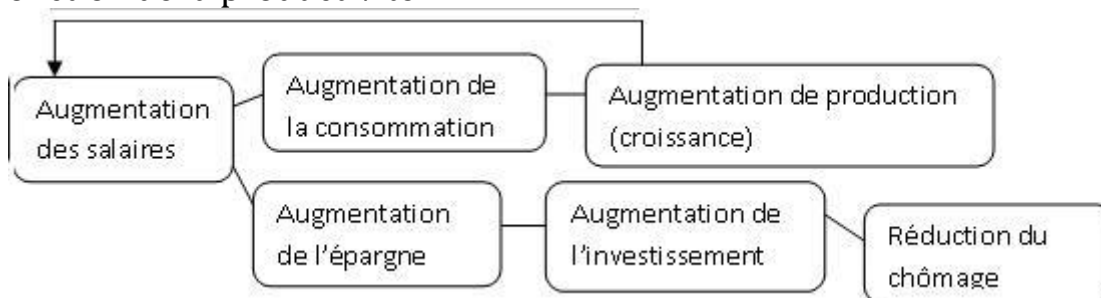 Augmentation
des salaires
Augmentation de
la consommation
Augmentation de production
(croissance)
Augmentation
de l'épargne
Augmentation de
l'investissement
Réduction du
chômage